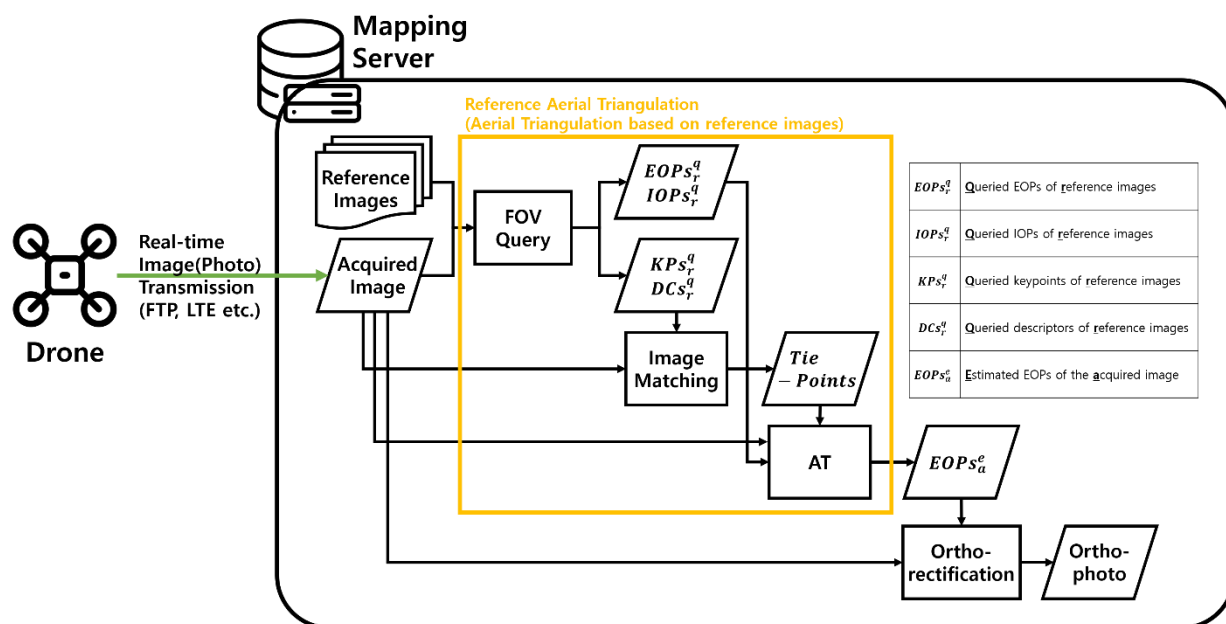 Mapping
Server
Reference Aerial Triangulation
(Aerial Triangulation based on reference images)
Reference
Images
FOV
Query
EOPs_r^q
IOPs_r^q
KPs_r^q
DCs_r^q
Real-time
Image(Photo)
Transmission
(FTP, LTE etc.)
Acquired
Image
Drone
Image
Matching
Tie
– Points
AT
EOPs_a^e
Ortho-
rectification
Ortho-
photo
EOPs_r^q Queried EOPs of reference images
IOPs_r^q Queried IOPs of reference images
KPs_r^q Queried keypoints of reference images
DCs_r^q Queried descriptors of reference images
EOPs_a^e Estimated EOPs of the acquired image